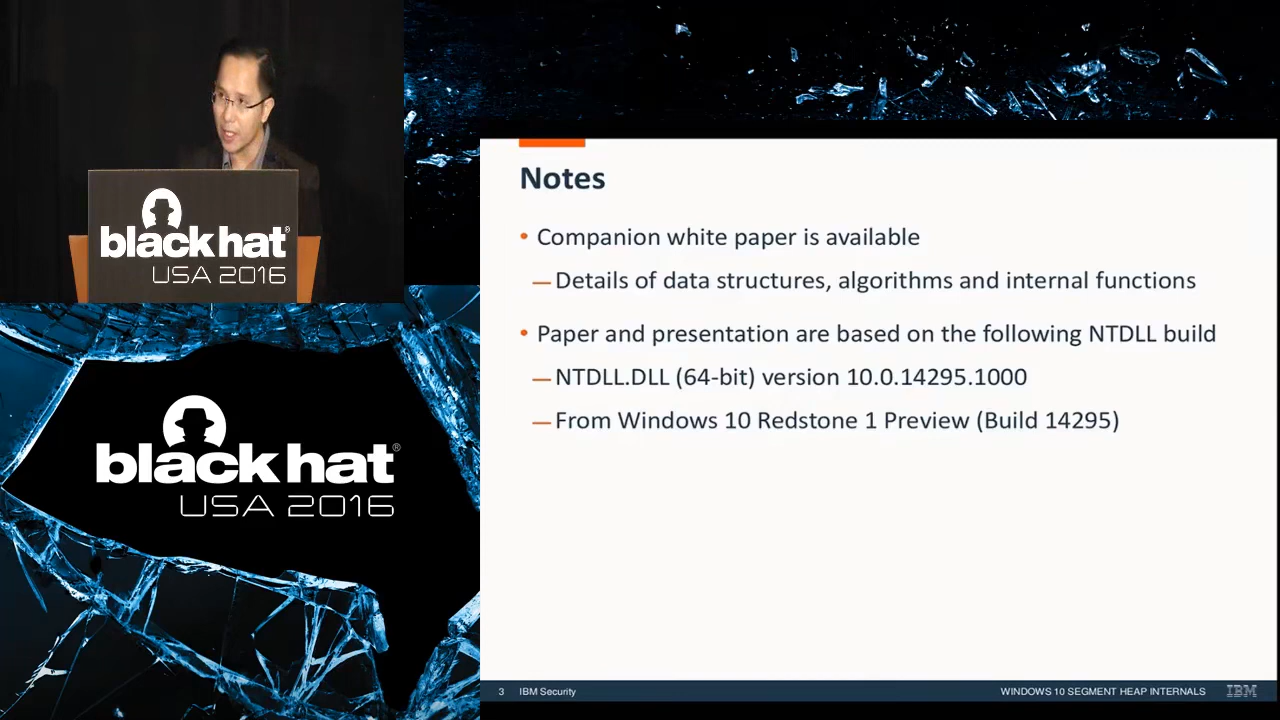 black hat®
USA 2016
black hat®
USA 2016
Notes
• Companion white paper is available
— Details of data structures, algorithms and internal functions
• Paper and presentation are based on the following NTDLL build
— NTDLL.DLL (64-bit) version 10.0.14295.1000
— From Windows 10 Redstone 1 Preview (Build 14295)
3 IBM Security WINDOWS 10 SEGMENT HEAP INTERNALS IBM